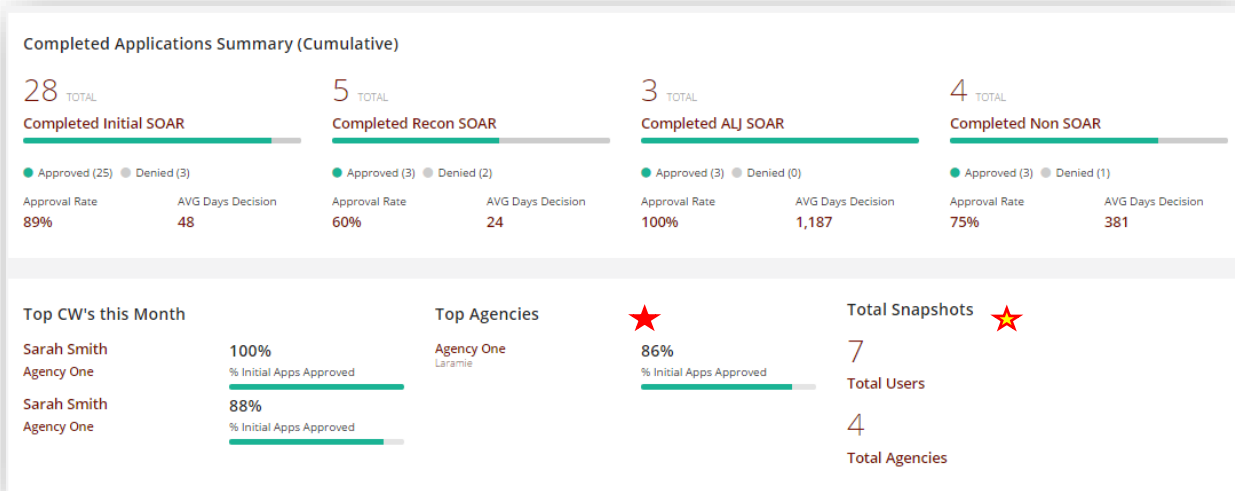 Completed Applications Summary (Cumulative)
28 TOTAL
Completed Initial SOAR
Approved (25) Denied (3)
Approval Rate AVG Days Decision
89% 48
5 TOTAL
Completed Recon SOAR
Approved (3) Denied (2)
Approval Rate AVG Days Decision
60% 24
3 TOTAL
Completed ALJ SOAR
Approved (3) Denied (0)
Approval Rate AVG Days Decision
100% 1,187
4 TOTAL
Completed Non SOAR
Approved (3) Denied (1)
Approval Rate AVG Days Decision
75% 381
Top CW's this Month
Sarah Smith 100%
Agency One % Initial Apps Approved
Sarah Smith 88%
Agency One % Initial Apps Approved
Top Agencies
Agency One 86%
Laramie % Initial Apps Approved
Total Snapshots
7
Total Users
4
Total Agencies